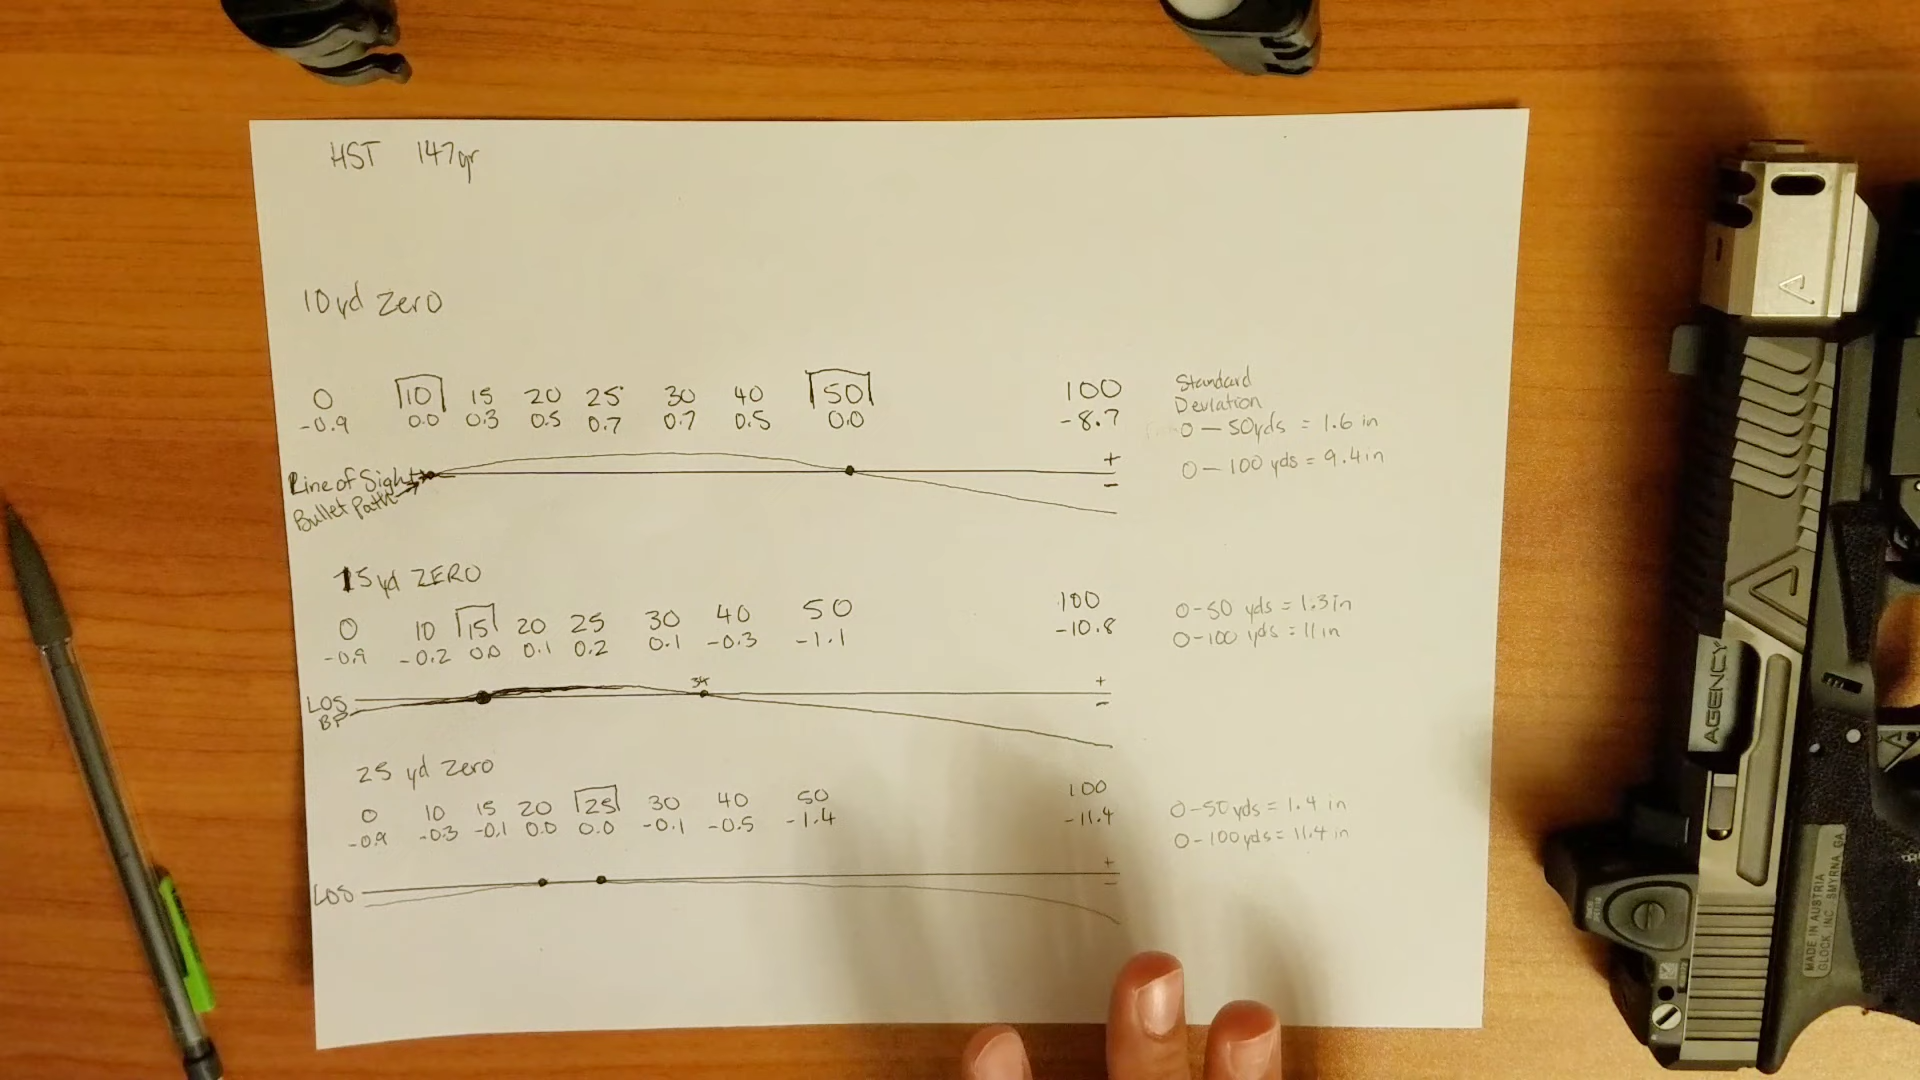 HST 147gr
10 yd Zero
0 10 15 20 25 30 40 50 100
-0.9 0.0 0.3 0.5 0.7 0.7 0.5 0.0 -8.7
Standard
Deviation
0 — 50yds = 1.6 in
0 — 100 yds = 9.4 in
+
-
Line of Sight
Bullet Path
15 yd ZERO
0 10 15 20 25 30 40 50 100
-0.9 -0.2 0.0 0.1 0.2 0.1 -0.3 -1.1 -10.8
0-50 yds = 1.3 in
0-100 yds = 11 in
34
+
-
LOS
BP
25 yd Zero
0 10 15 20 25 30 40 50 100
-0.9 -0.3 -0.1 0.0 0.0 -0.1 -0.5 -1.4 -11.4
0-50 yds = 1.4 in
0-100 yds = 11.4 in
+
-
LOS
AGENCY
MADE IN AUSTRIA
GLOCK, INC. SMYRNA, GA.